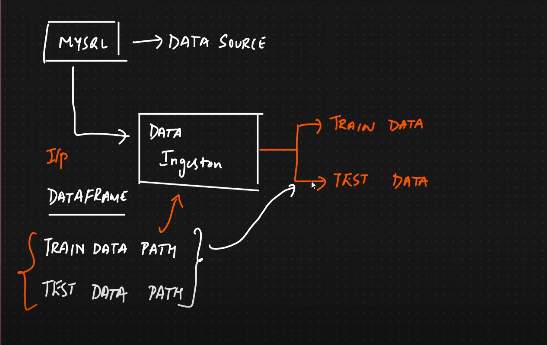 MYSQL → DATA SOURCE
DATA
Ingeston
TRAIN DATA
TEST DATA
I/p
DATAFRAME
TRAIN DATA PATH
TEST DATA PATH